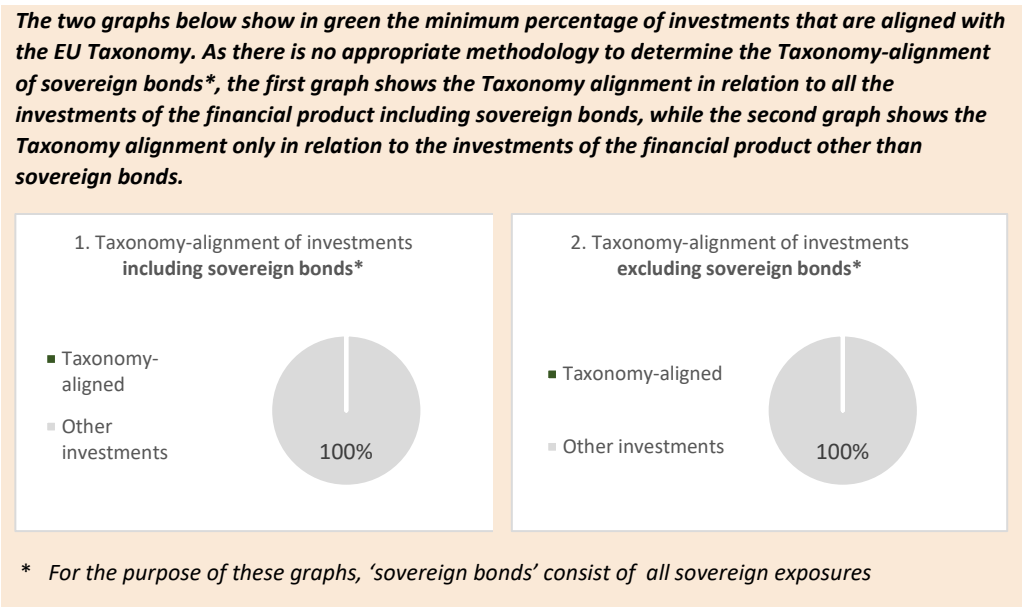 The two graphs below show in green the minimum percentage of investments that are aligned with
the EU Taxonomy. As there is no appropriate methodology to determine the Taxonomy-alignment
of sovereign bonds*, the first graph shows the Taxonomy alignment in relation to all the
investments of the financial product including sovereign bonds, while the second graph shows the
Taxonomy alignment only in relation to the investments of the financial product other than
sovereign bonds.
1. Taxonomy-alignment of investments
including sovereign bonds*
Taxonomy-
aligned
Other
investments
100%
2. Taxonomy-alignment of investments
excluding sovereign bonds*
Taxonomy-aligned
Other investments
100%
* For the purpose of these graphs, ‘sovereign bonds’ consist of all sovereign exposures